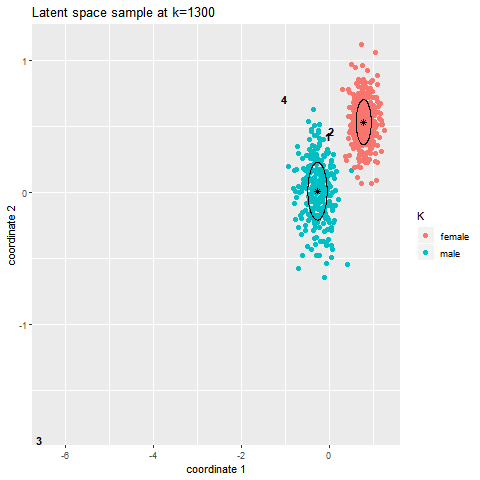 Latent space sample at k=1300
1
4
2
1
0
-1
3
-6
-4
-2
0
coordinate 1
coordinate 2
K
female
male